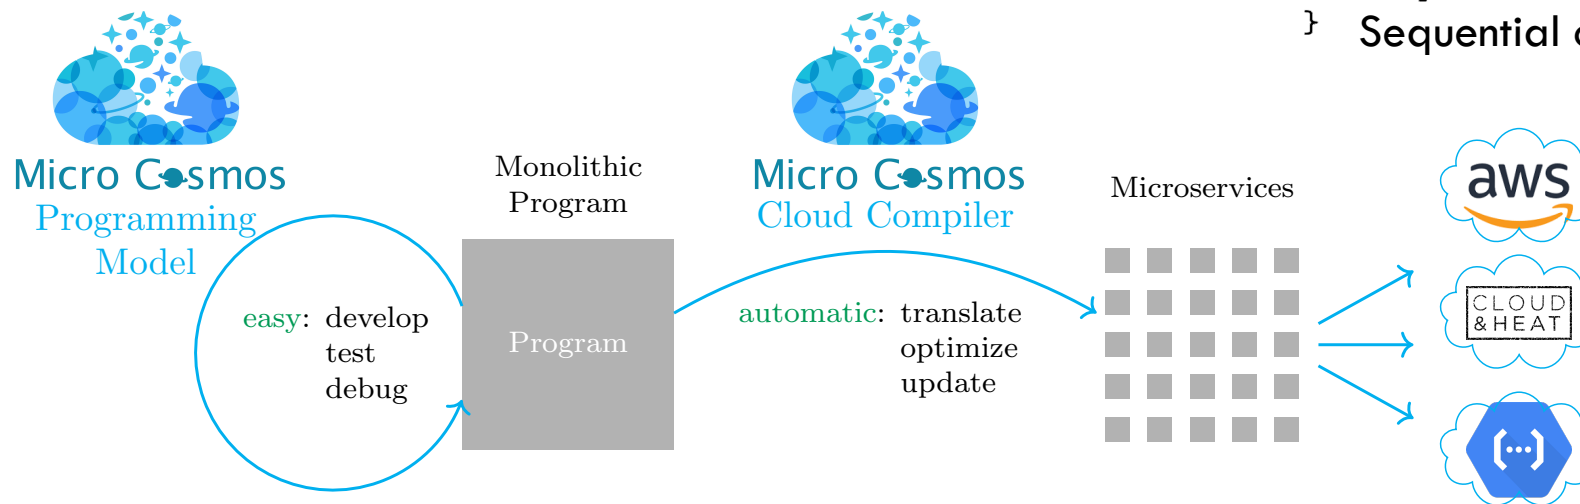 }
Sequential
Micro Cosmos
Programming
Model
easy: develop
test
debug
Monolithic
Program
Program
Micro Cosmos
Cloud Compiler
automatic: translate
optimize
update
Microservices
aws
CLOUD
&HEAT